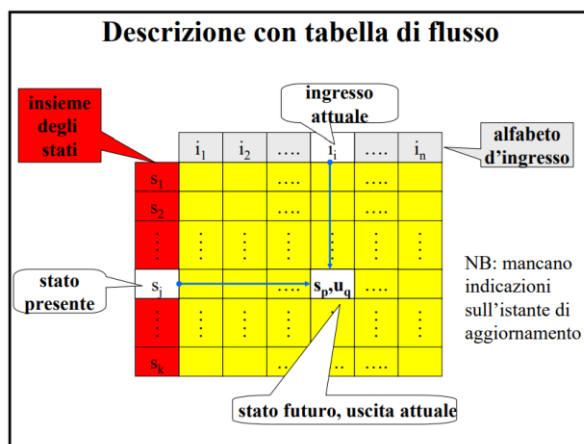 Descrizione con tabella di flusso
insieme
degli
stati
ingresso
attuale
alfabeto
d'ingresso
i1 i2 .... ii .... in
s1 .... ....
s2 .... ....
⋮ ⋮ ⋮ ⋮ ⋮ ⋮ ⋮
stato
presente
sj .... sp,uq ....
NB: mancano
indicazioni
sull'istante di
aggiornamento
⋮ ⋮ ⋮ ⋮ ⋮ ⋮
sk .... ....
stato futuro, uscita attuale